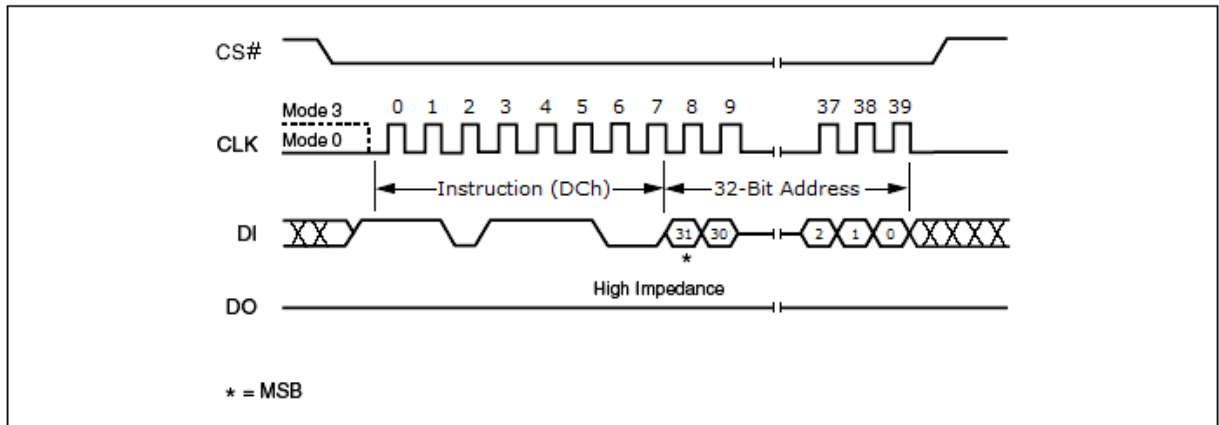 CS#
Mode 3
0 1 2 3 4 5 6 7 8 9 37 38 39
CLK
Mode 0
Instruction (DCh)
32-Bit Address
DI
31 30 2 1 0
*
High Impedance
DO
* = MSB